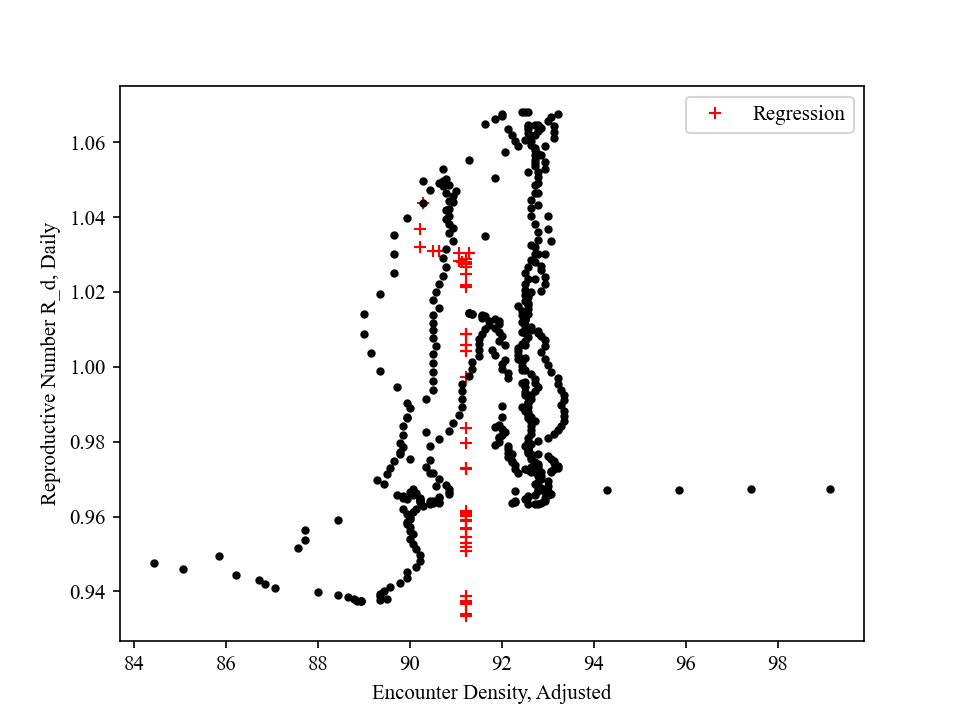 Regression
1.06
1.04
1.02
1.00
0.98
0.96
0.94
Reproductive Number R_d, Daily
84 86 88 90 92 94 96 98
Encounter Density, Adjusted